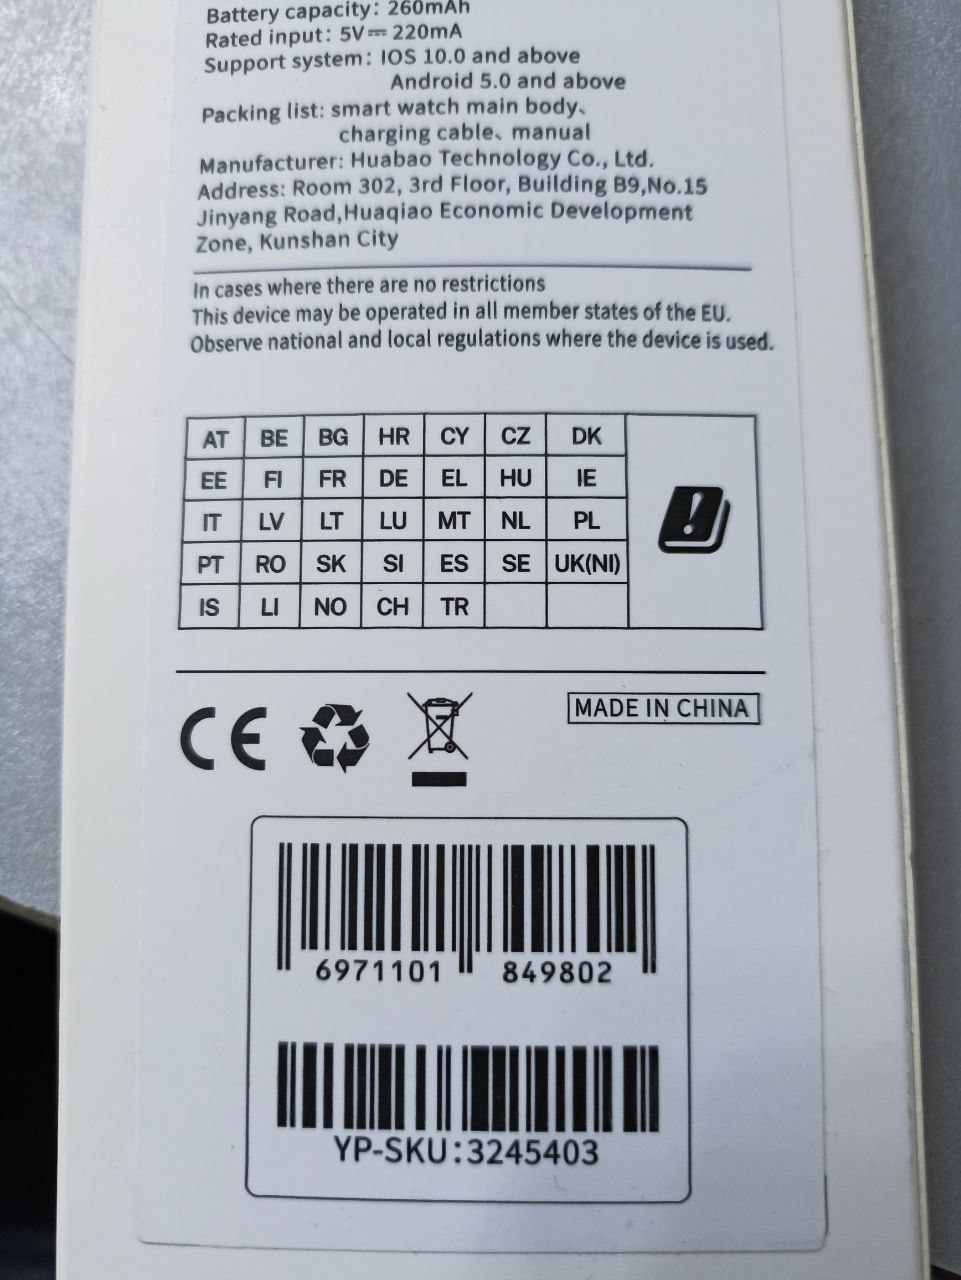 Battery capacity: 260mAh
Rated input: 5V⎓220mA
Support system: IOS 10.0 and above
Android 5.0 and above
Packing list: smart watch main body、
charging cable、manual
Manufacturer: Huabao Technology Co., Ltd.
Address: Room 302, 3rd Floor, Building B9,No.15
Jinyang Road,Huaqiao Economic Development
Zone, Kunshan City
In cases where there are no restrictions
This device may be operated in all member states of the EU.
Observe national and local regulations where the device is used.
AT BE BG HR CY CZ DK
EE FI FR DE EL HU IE
IT LV LT LU MT NL PL
PT RO SK SI ES SE UK(NI)
IS LI NO CH TR
CE
MADE IN CHINA
6971101 849802
YP-SKU:3245403